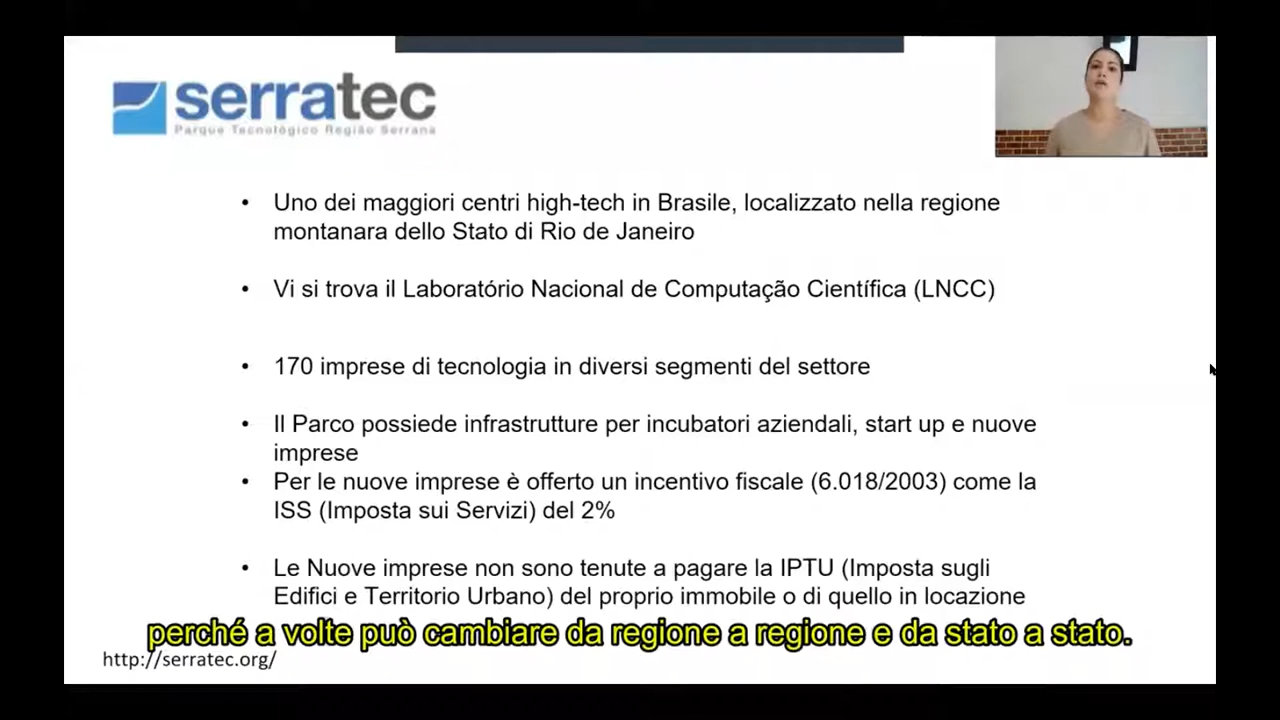 serratec
Parque Tecnológico Região Serrana
• Uno dei maggiori centri high-tech in Brasile, localizzato nella regione
montanara dello Stato di Rio de Janeiro
• Vi si trova il Laboratório Nacional de Computação Científica (LNCC)
• 170 imprese di tecnologia in diversi segmenti del settore
• Il Parco possiede infrastrutture per incubatori aziendali, start up e nuove
imprese
• Per le nuove imprese è offerto un incentivo fiscale (6.018/2003) come la
ISS (Imposta sui Servizi) del 2%
• Le Nuove imprese non sono tenute a pagare la IPTU (Imposta sugli
Edifici e Territorio Urbano) del proprio immobile o di quello in locazione
perché a volte può cambiare da regione a regione e da stato a stato.
http://serratec.org/